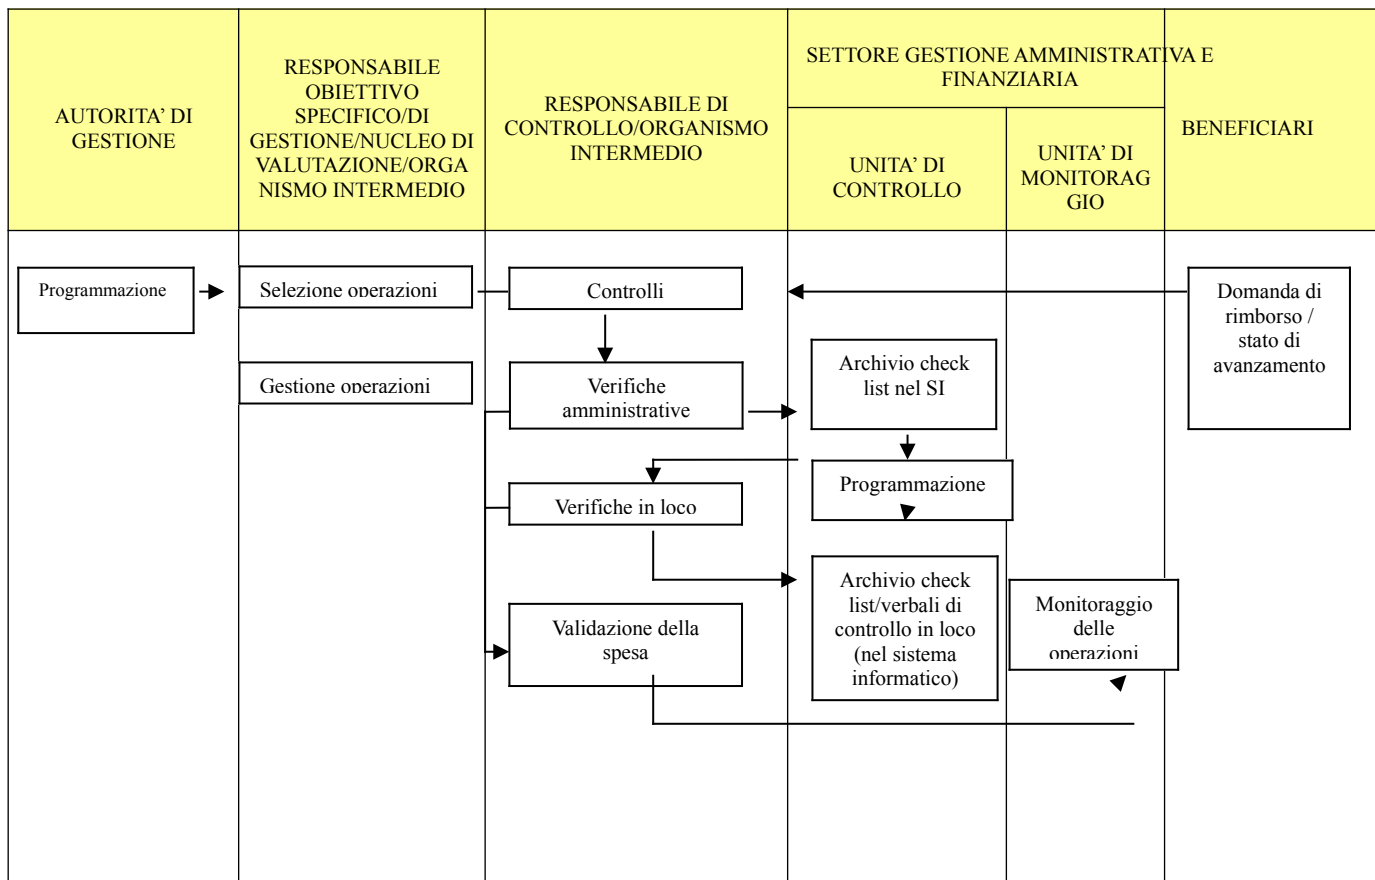 AUTORITA’ DI
GESTIONE
RESPONSABILE
OBIETTIVO
SPECIFICO/DI
GESTIONE/NUCLEO DI
VALUTAZIONE/ORGA
NISMO INTERMEDIO
RESPONSABILE DI
CONTROLLO/ORGANISMO
INTERMEDIO
SETTORE GESTIONE AMMINISTRATIVA E
FINANZIARIA
UNITA’ DI
CONTROLLO
UNITA’ DI
MONITORAG
GIO
BENEFICIARI
Programmazione
Selezione operazioni
Controlli
Domanda di
rimborso /
stato di
avanzamento
Gestione operazioni
Verifiche
amministrative
Archivio check
list nel SI
Programmazione
Verifiche in loco
Archivio check
list/verbali di
controllo in loco
(nel sistema
informatico)
Monitoraggio
delle
operazioni
Validazione della
spesa